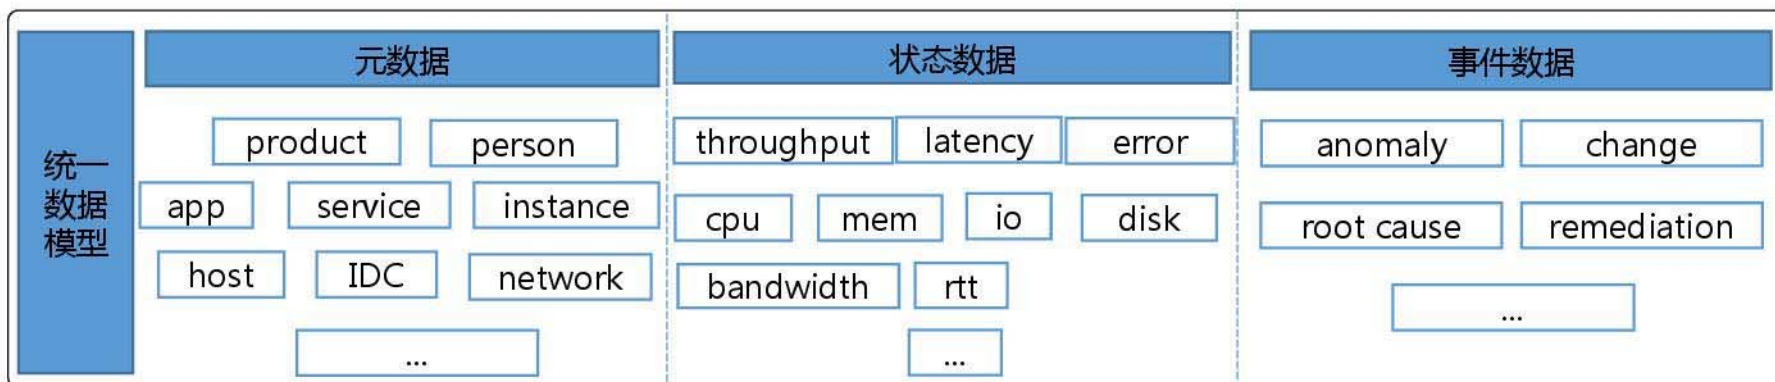 统一
数据
模型
元数据
product
person
app
service
instance
host
IDC
network
...
状态数据
throughput
latency
error
cpu
mem
io
disk
bandwidth
rtt
...
事件数据
anomaly
change
root cause
remediation
...